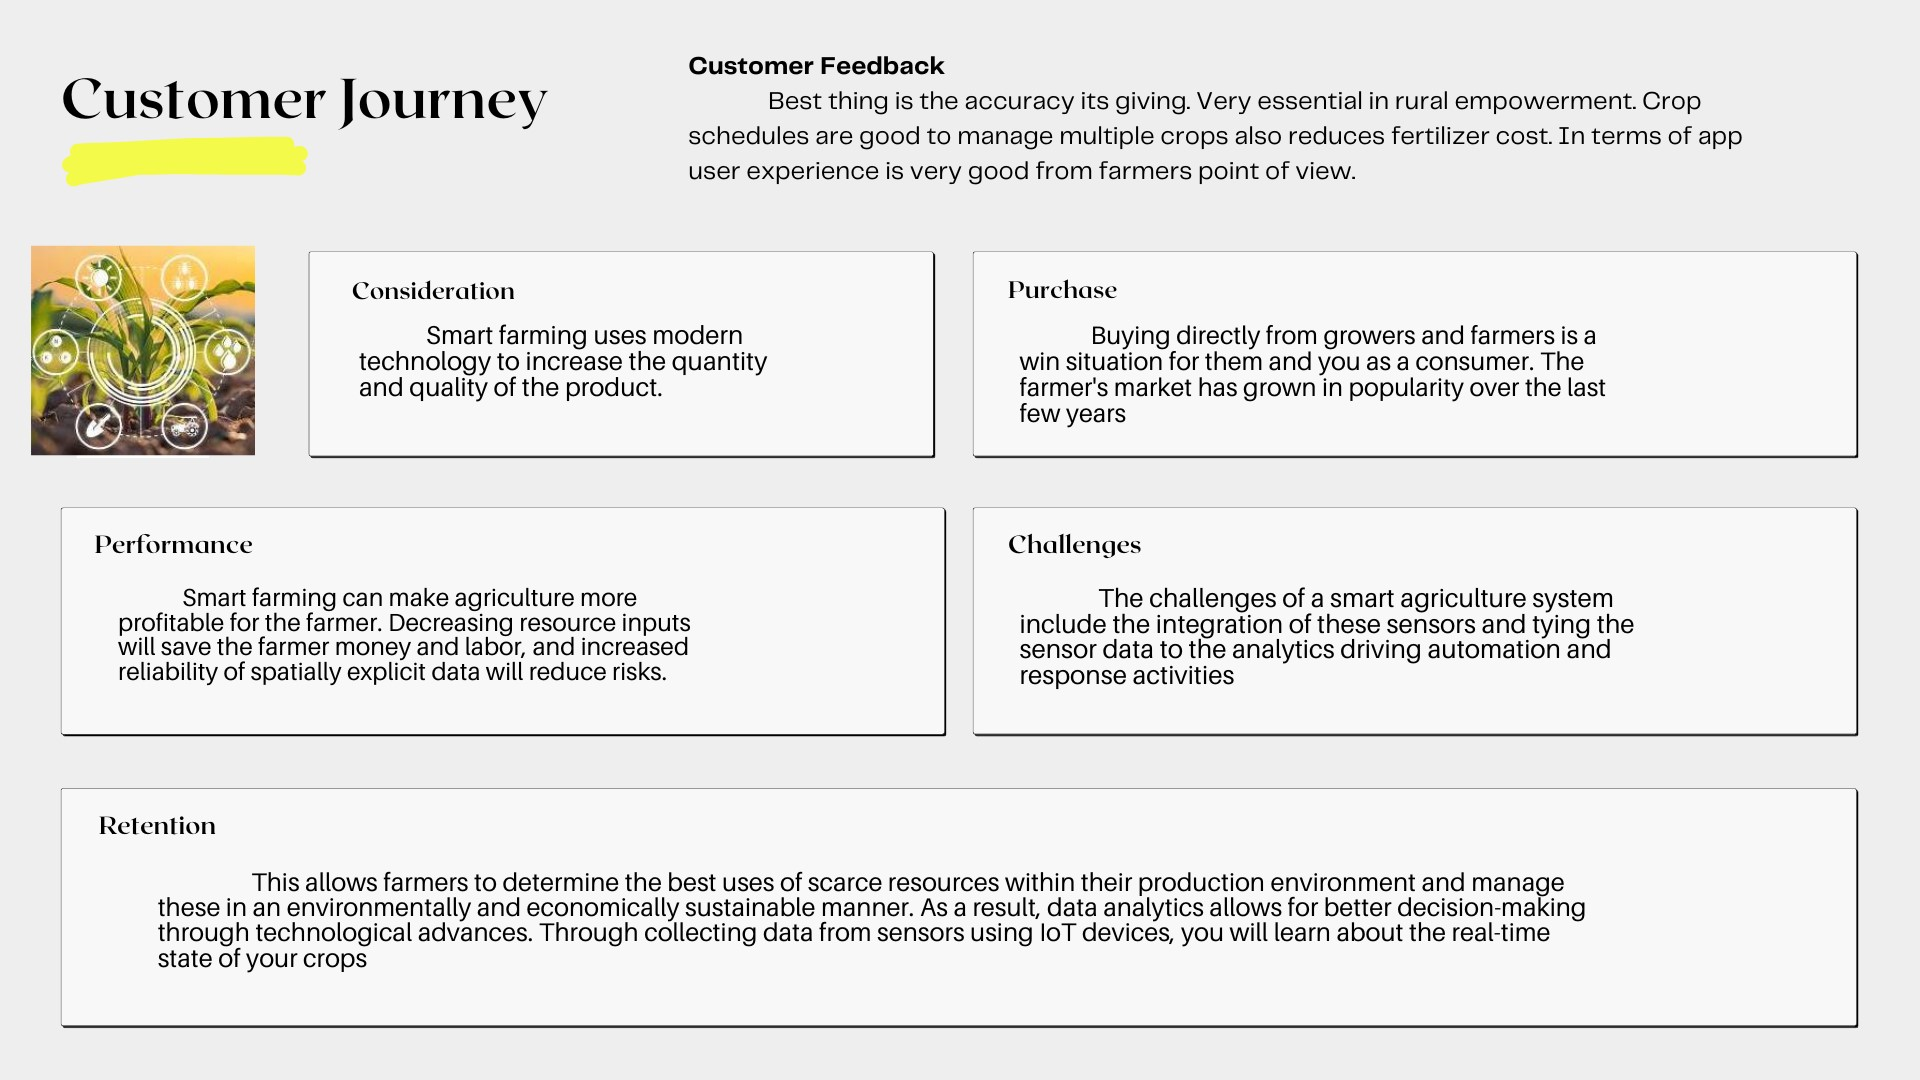 Customer Journey
Customer Feedback
Best thing is the accuracy its giving. Very essential in rural empowerment. Crop
schedules are good to manage multiple crops also reduces fertilizer cost. In terms of app
user experience is very good from farmers point of view.
Consideration
Smart farming uses modern
technology to increase the quantity
and quality of the product.
Purchase
Buying directly from growers and farmers is a
win situation for them and you as a consumer. The
farmer's market has grown in popularity over the last
few years
Performance
Smart farming can make agriculture more
profitable for the farmer. Decreasing resource inputs
will save the farmer money and labor, and increased
reliability of spatially explicit data will reduce risks.
Challenges
The challenges of a smart agriculture system
include the integration of these sensors and tying the
sensor data to the analytics driving automation and
response activities
Retention
This allows farmers to determine the best uses of scarce resources within their production environment and manage
these in an environmentally and economically sustainable manner. As a result, data analytics allows for better decision-making
through technological advances. Through collecting data from sensors using IoT devices, you will learn about the real-time
state of your crops